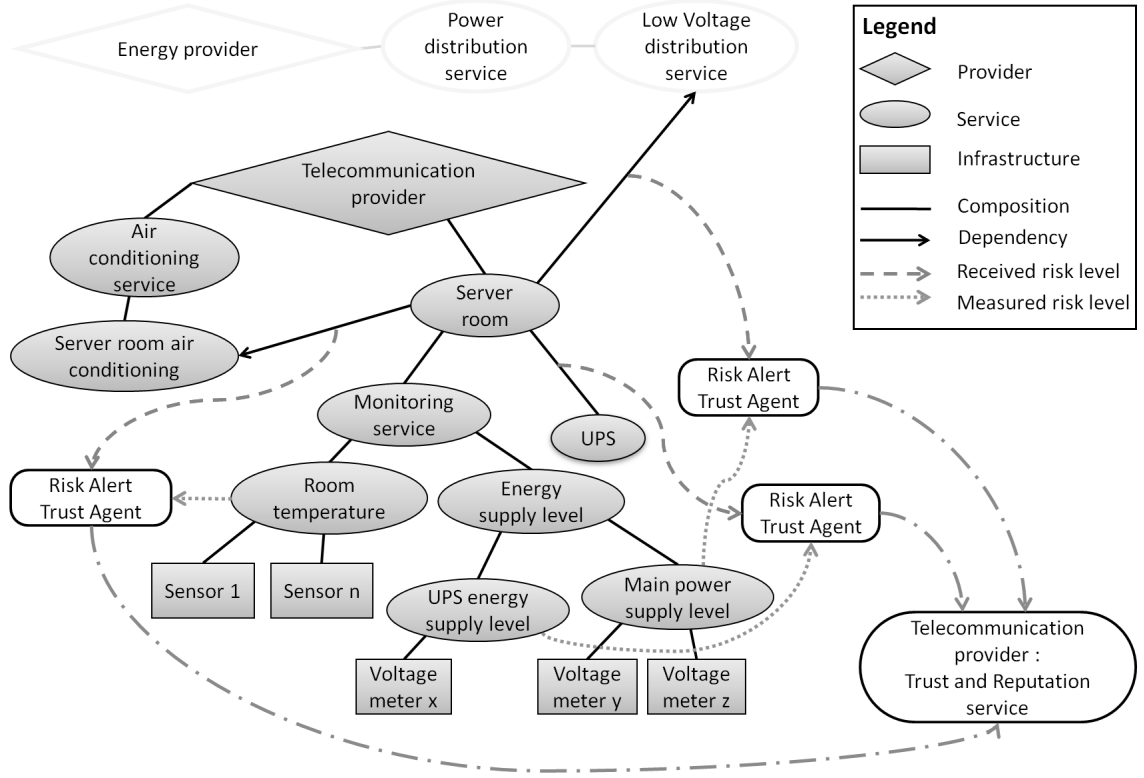 Energy provider
Power
distribution
service
Low Voltage
distribution
service
Legend
Provider
Service
Infrastructure
Composition
Dependency
Received risk level
Measured risk level
Telecommunication
provider
Air
conditioning
service
Server
room
Server room air
conditioning
Risk Alert
Trust Agent
Monitoring
service
UPS
Risk Alert
Trust Agent
Room
temperature
Energy
supply level
Risk Alert
Trust Agent
Sensor 1
Sensor n
UPS energy
supply level
Main power
supply level
Voltage
meter x
Voltage
meter y
Voltage
meter z
Telecommunication
provider :
Trust and Reputation
service